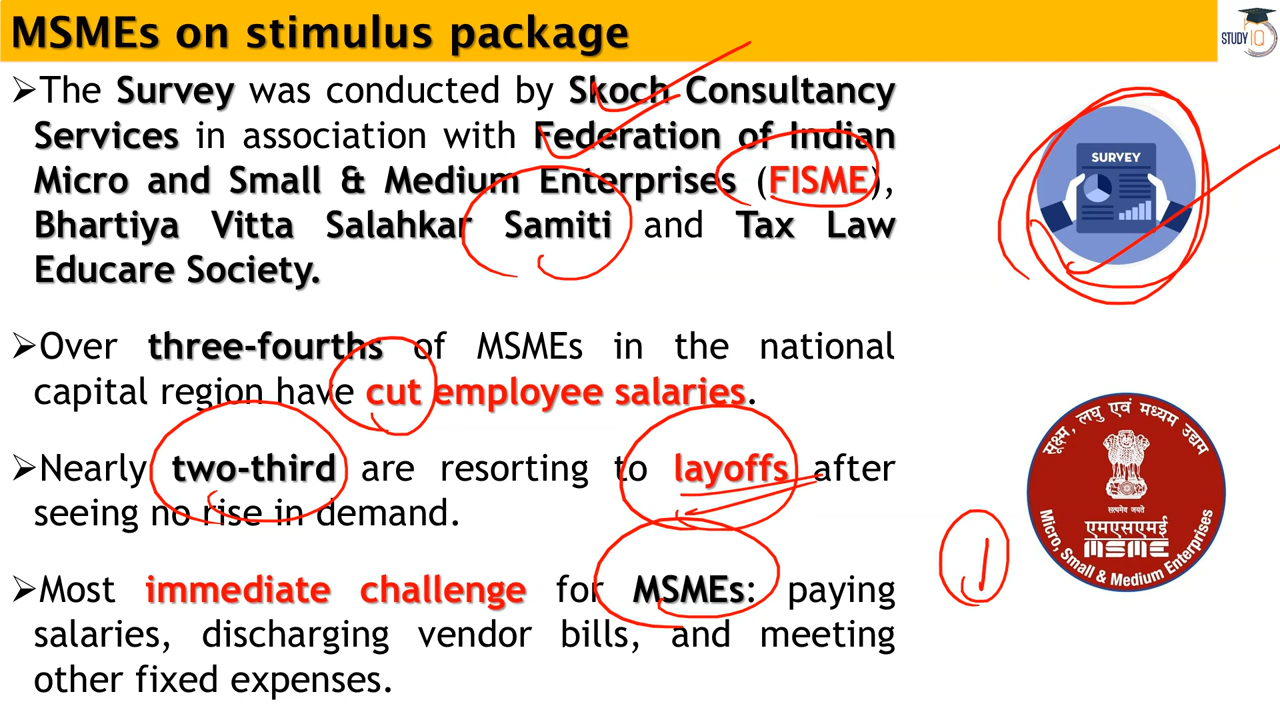 MSMEs on stimulus package
STUDY IQ
➢The Survey was conducted by Skoch Consultancy
Services in association with Federation of Indian
Micro and Small & Medium Enterprises (FISME),
Bhartiya Vitta Salahkar Samiti and Tax Law
Educare Society.
SURVEY
➢Over three-fourths of MSMEs in the national
capital region have cut employee salaries.
➢Nearly two-third are resorting to layoffs after
seeing no rise in demand.
➢Most immediate challenge for MSMEs: paying
salaries, discharging vendor bills, and meeting
other fixed expenses.
1
सूक्ष्म, लघु एवं मध्यम उद्यम
सत्यमेव जयते
एमएसएमई
MSME
Micro, Small & Medium Enterprises